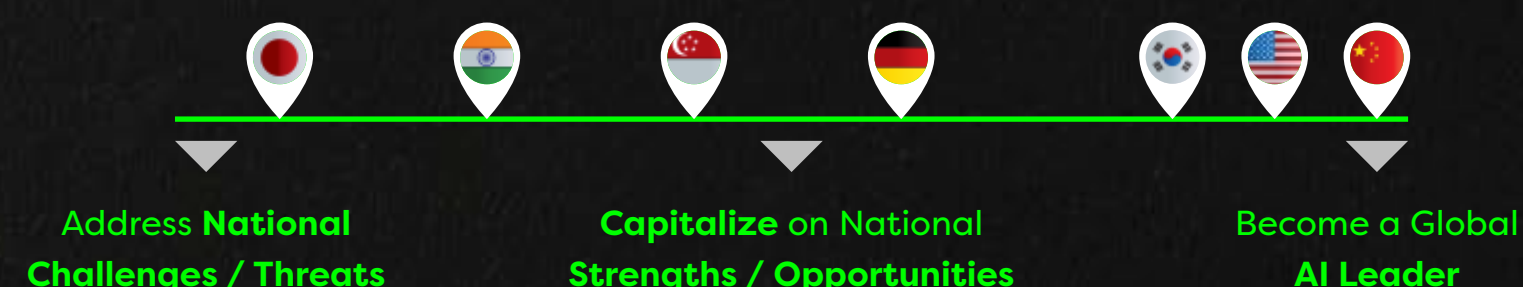 Address National
Challenges / Threats
Capitalize on National
Strengths / Opportunities
Become a Global
AI Leader